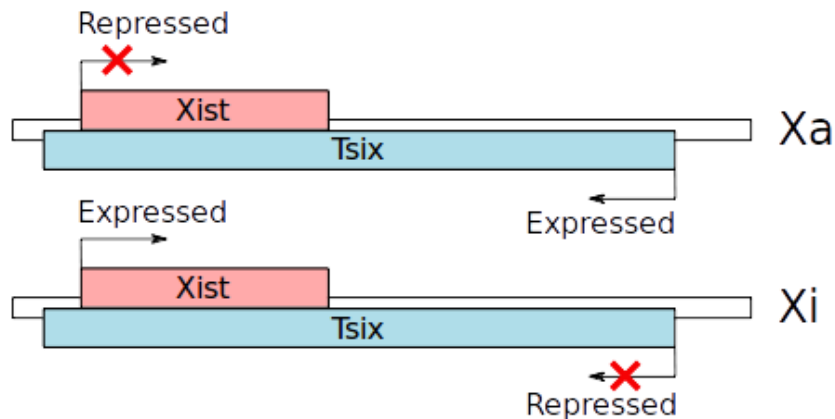 Repressed
Xist
Xa
Tsix
Expressed
Expressed
Xist
Xi
Tsix
Repressed